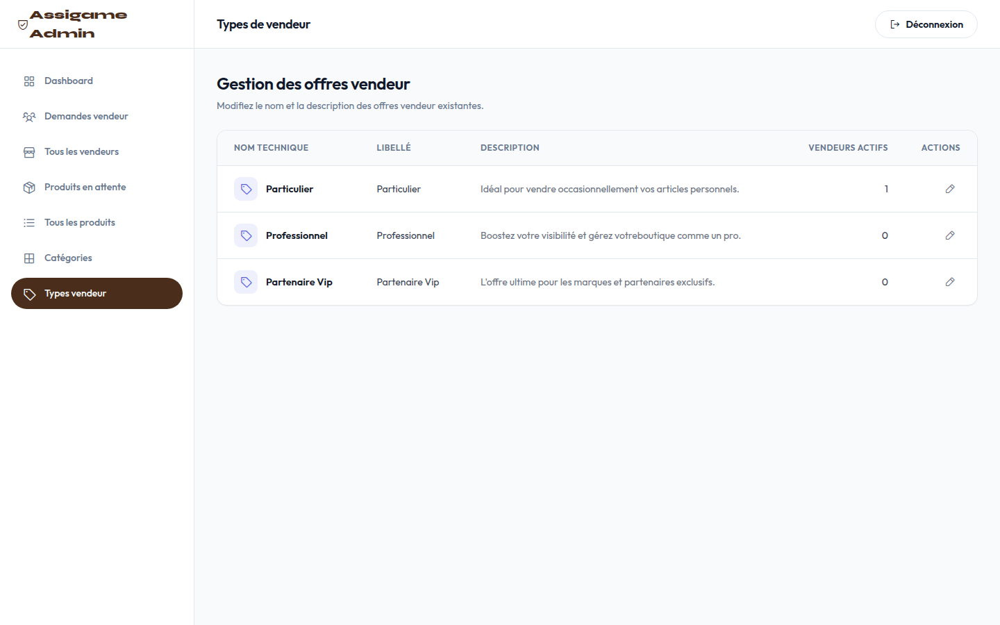 Assigame
Admin
Types de vendeur
Déconnexion
Dashboard
Demandes vendeur
Tous les vendeurs
Produits en attente
Tous les produits
Catégories
Types vendeur
Gestion des offres vendeur
Modifiez le nom et la description des offres vendeur existantes.
NOM TECHNIQUE LIBELLÉ DESCRIPTION VENDEURS ACTIFS ACTIONS
Particulier Particulier Idéal pour vendre occasionnellement vos articles personnels. 1
Professionnel Professionnel Boostez votre visibilité et gérez votreboutique comme un pro. 0
Partenaire Vip Partenaire Vip L'offre ultime pour les marques et partenaires exclusifs. 0